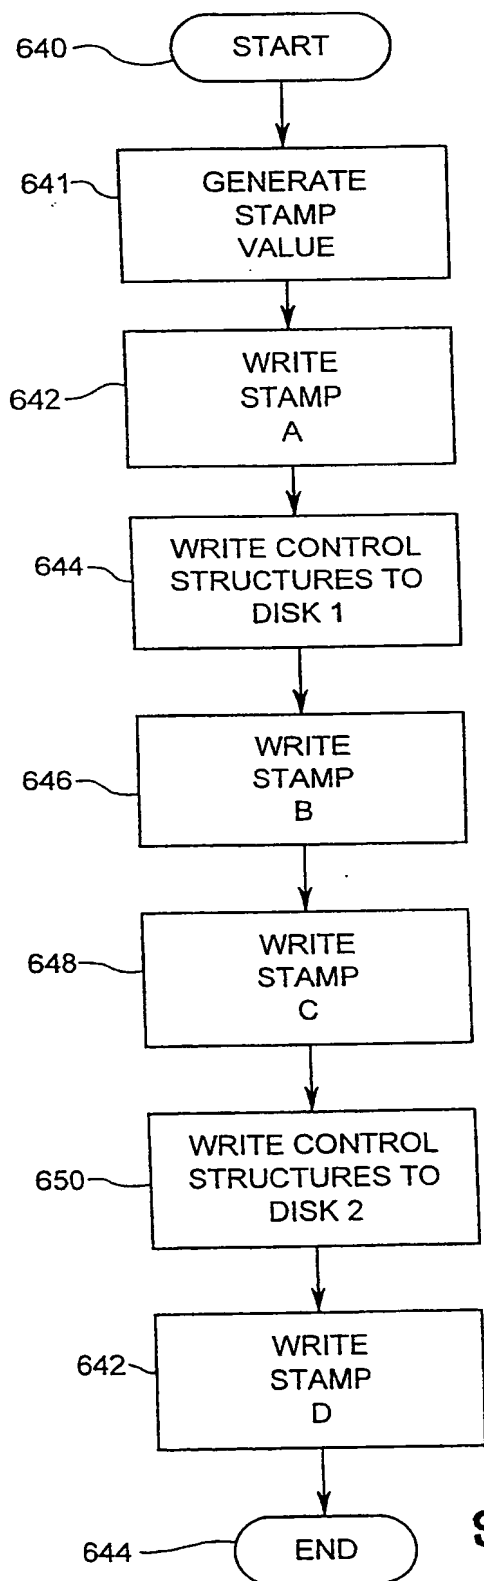 640
START
641
GENERATE
STAMP
VALUE
642
WRITE
STAMP
A
644
WRITE CONTROL
STRUCTURES TO
DISK 1
646
WRITE
STAMP
B
648
WRITE
STAMP
C
650
WRITE CONTROL
STRUCTURES TO
DISK 2
642
WRITE
STAMP
D
644
END